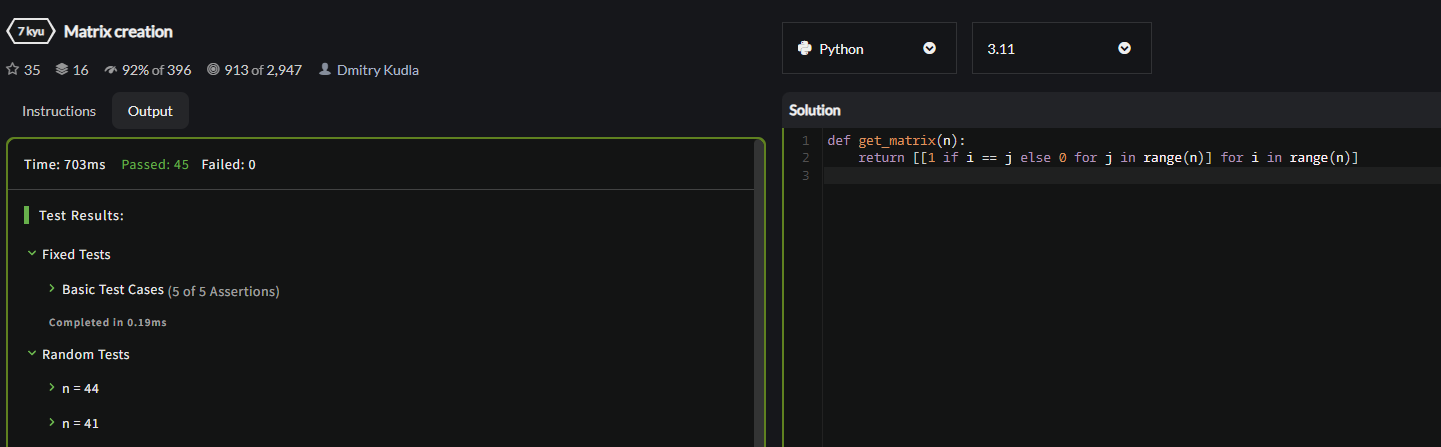 7 kyu Matrix creation
35 16 92% of 396 913 of 2,947 Dmitry Kudla
Instructions Output
Time: 703ms Passed: 45 Failed: 0
Test Results:
Fixed Tests
Basic Test Cases (5 of 5 Assertions)
Completed in 0.19ms
Random Tests
n = 44
n = 41
Python 3.11
Solution
1 def get_matrix(n):
2     return [[1 if i == j else 0 for j in range(n)] for i in range(n)]
3